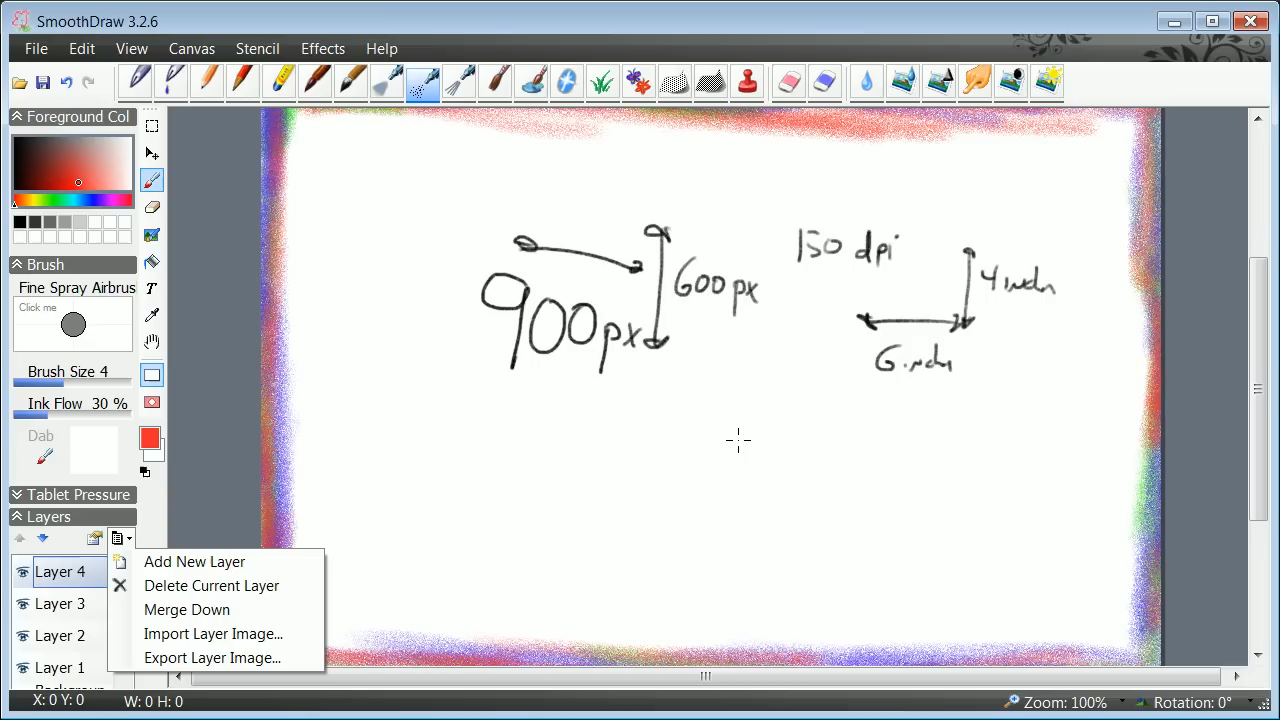 SmoothDraw 3.2.6
File Edit View Canvas Stencil Effects Help
Foreground Col
Brush
Fine Spray Airbrus
Click me
Brush Size 4
Ink Flow 30 %
Dab
Tablet Pressure
Layers
Layer 4
Layer 3
Layer 2
Layer 1
Add New Layer
Delete Current Layer
Merge Down
Import Layer Image...
Export Layer Image...
900px
600px
150 dpi
4 inches
6 inches
X: 0 Y: 0 W: 0 H: 0 Zoom: 100% Rotation: 0°